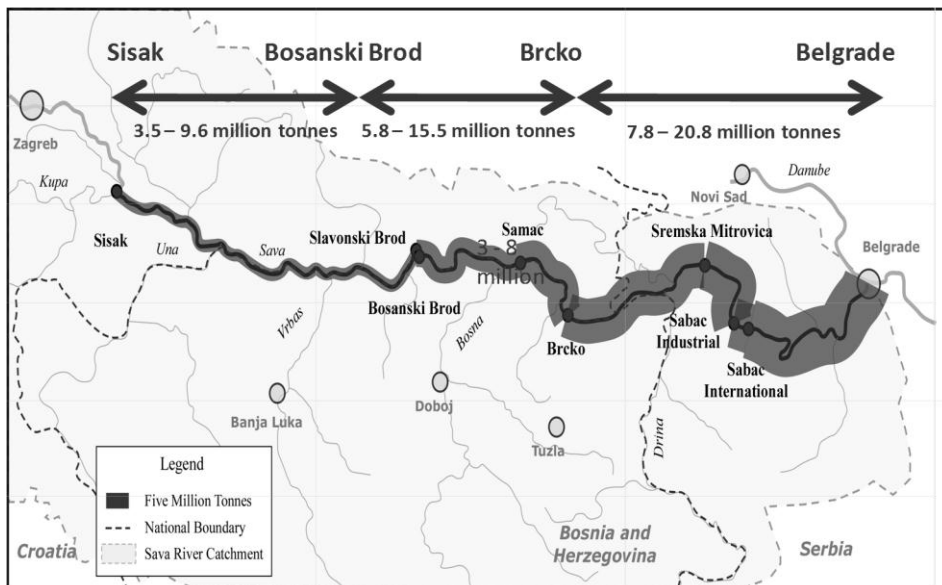 Sisak
Bosanski Brod
Brcko
Belgrade
3.5 – 9.6 million tonnes
5.8 – 15.5 million tonnes
7.8 – 20.8 million tonnes
Zagreb
Kupa
Sisak
Una
Sava
Slavonski Brod
Samac
3 - 8
million
Sremska Mitrovica
Novi Sad
Danube
Belgrade
Vrbas
Bosanski Brod
Bosna
Brcko
Sabac
Industrial
Sabac
International
Banja Luka
Doboj
Tuzla
Drina
Legend
Five Million Tonnes
National Boundary
Sava River Catchment
Croatia
Bosnia and
Herzegovina
Serbia